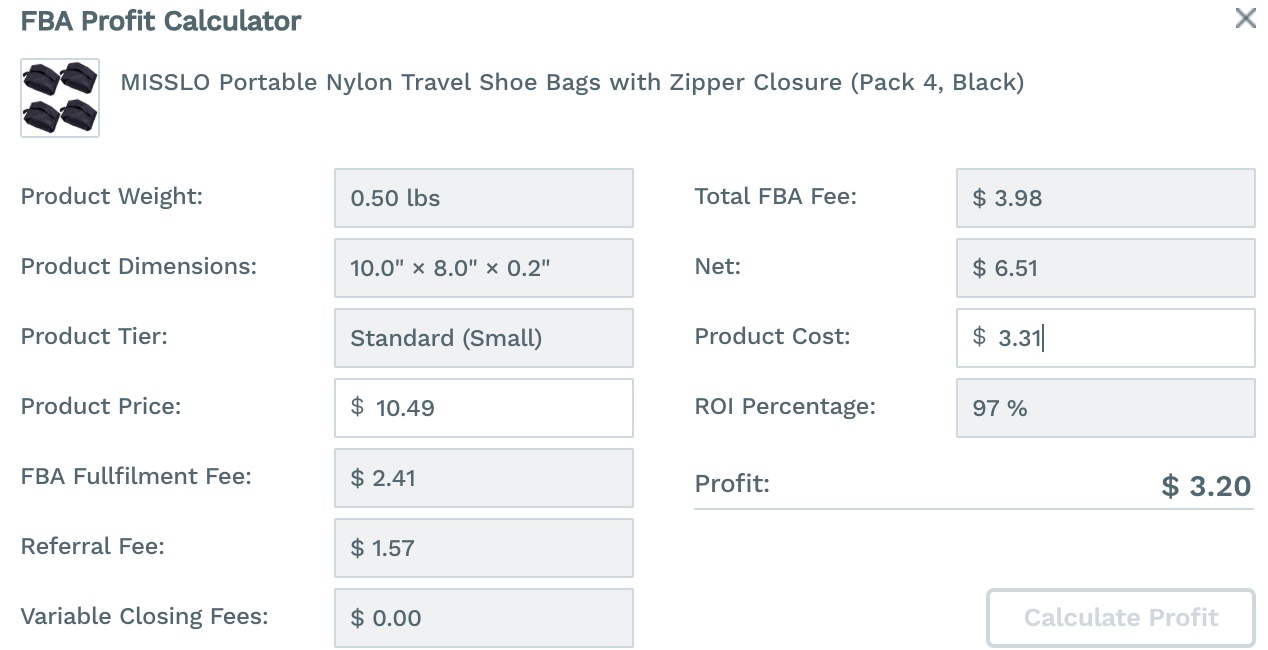 FBA Profit Calculator
MISSLO Portable Nylon Travel Shoe Bags with Zipper Closure (Pack 4, Black)
Product Weight: 0.50 lbs
Product Dimensions: 10.0" × 8.0" × 0.2"
Product Tier: Standard (Small)
Product Price: $ 10.49
FBA Fullfilment Fee: $ 2.41
Referral Fee: $ 1.57
Variable Closing Fees: $ 0.00
Total FBA Fee: $ 3.98
Net: $ 6.51
Product Cost: $ 3.31
ROI Percentage: 97 %
Profit: $ 3.20
Calculate Profit